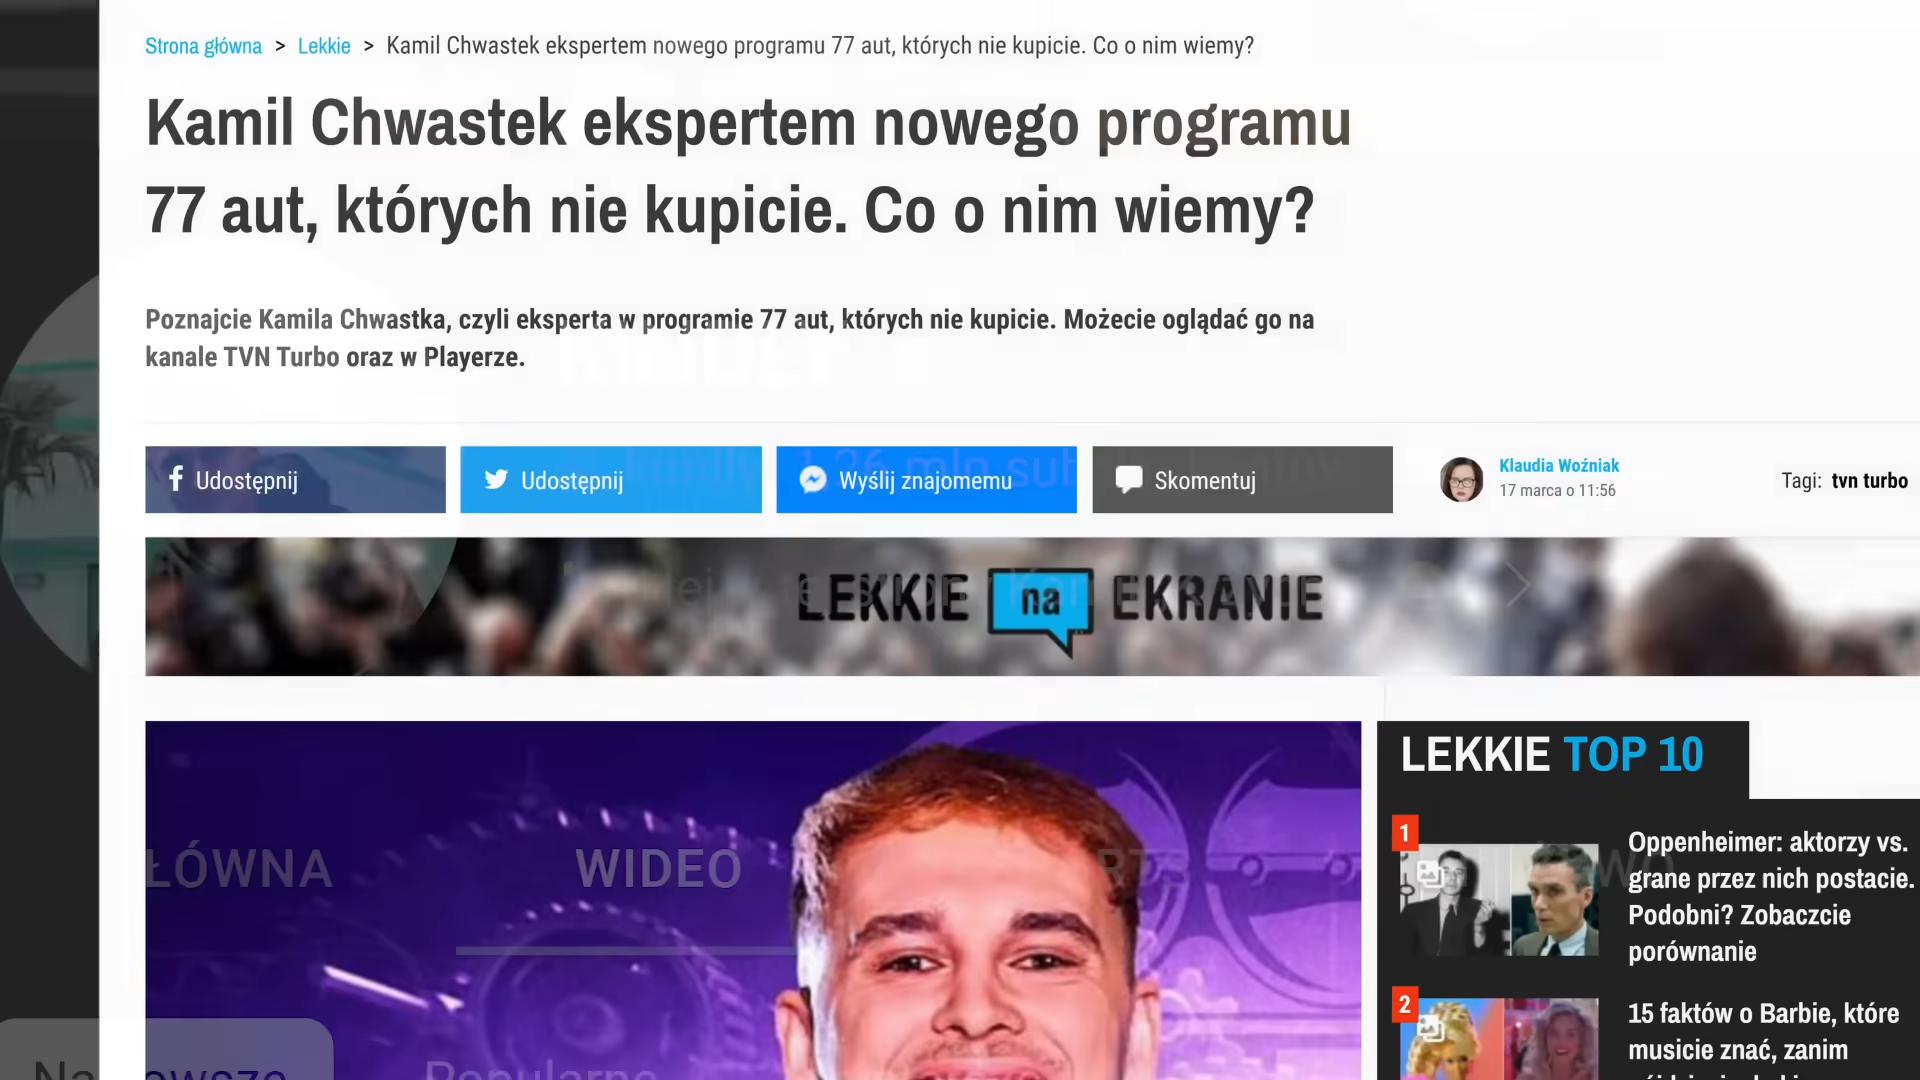 Strona główna > Lekkie > Kamil Chwastek ekspertem nowego programu 77 aut, których nie kupicie. Co o nim wiemy?
Kamil Chwastek ekspertem nowego programu
77 aut, których nie kupicie. Co o nim wiemy?
Poznajcie Kamila Chwastka, czyli eksperta w programie 77 aut, których nie kupicie. Możecie oglądać go na
kanale TVN Turbo oraz w Playerze.
Udostępnij
Udostępnij
Wyślij znajomemu
Skomentuj
Klaudia Woźniak
17 marca o 11:56
Tagi: tvn turbo
LEKKIE na EKRANIE
LEKKIE TOP 10
ŁÓWNA
WIDEO
1
Oppenheimer: aktorzy vs.
grane przez nich postacie.
Podobni? Zobaczcie
porównanie
2
15 faktów o Barbie, które
musicie znać, zanim
Popularne